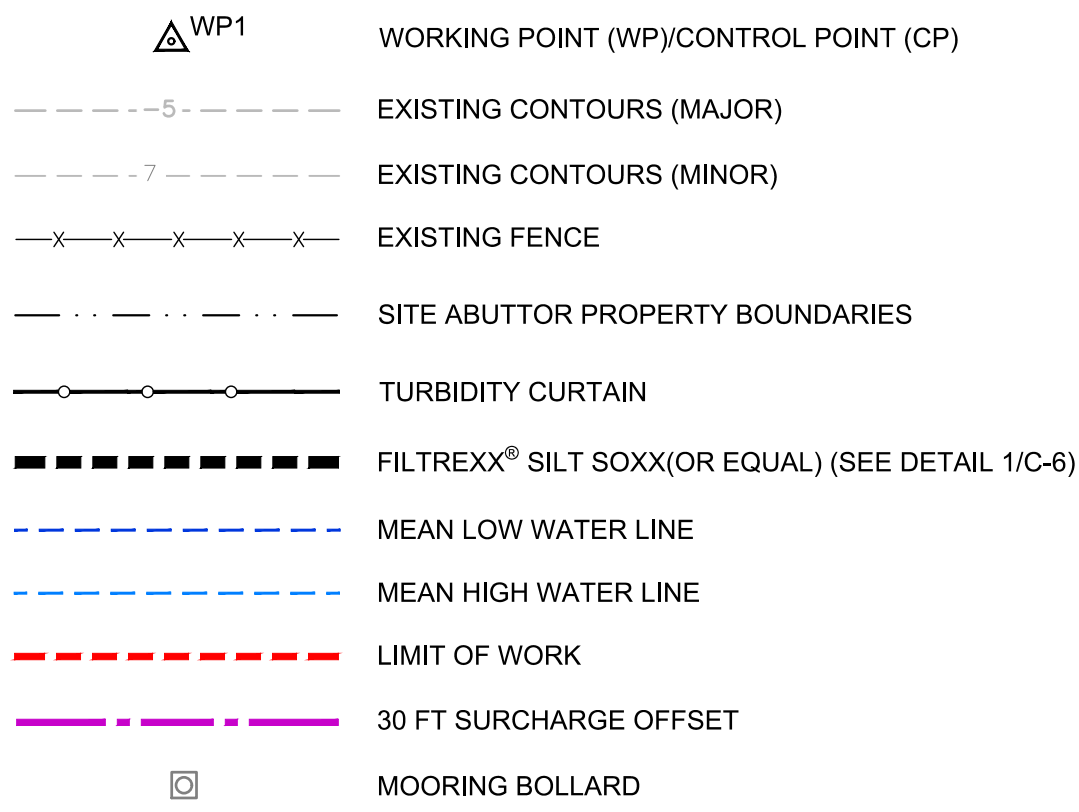 WP1 WORKING POINT (WP)/CONTROL POINT (CP)
-5 EXISTING CONTOURS (MAJOR)
7 EXISTING CONTOURS (MINOR)
X X X X X EXISTING FENCE
SITE ABUTTOR PROPERTY BOUNDARIES
TURBIDITY CURTAIN
FILTREXX® SILT SOXX(OR EQUAL) (SEE DETAIL 1/C-6)
MEAN LOW WATER LINE
MEAN HIGH WATER LINE
LIMIT OF WORK
30 FT SURCHARGE OFFSET
MOORING BOLLARD